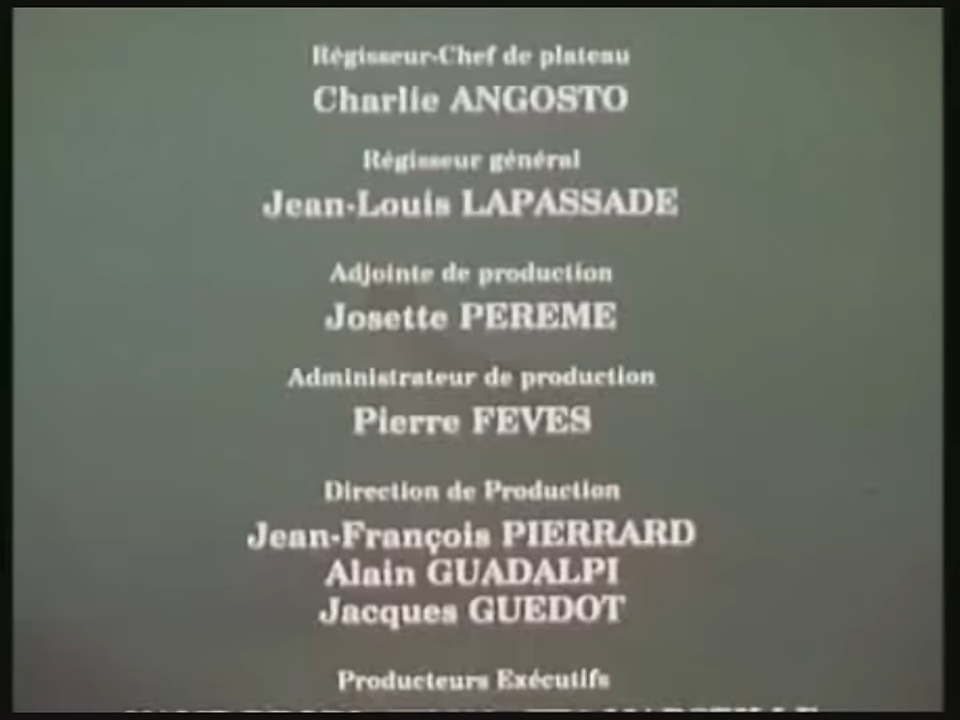 Régisseur-Chef de plateau
Charlie ANGOSTO
Régisseur général
Jean-Louis LAPASSADE
Adjointe de production
Josette PEREME
Administrateur de production
Pierre FEVES
Direction de Production
Jean-François PIERRARD
Alain GUADALPI
Jacques GUEDOT
Producteurs Exécutifs